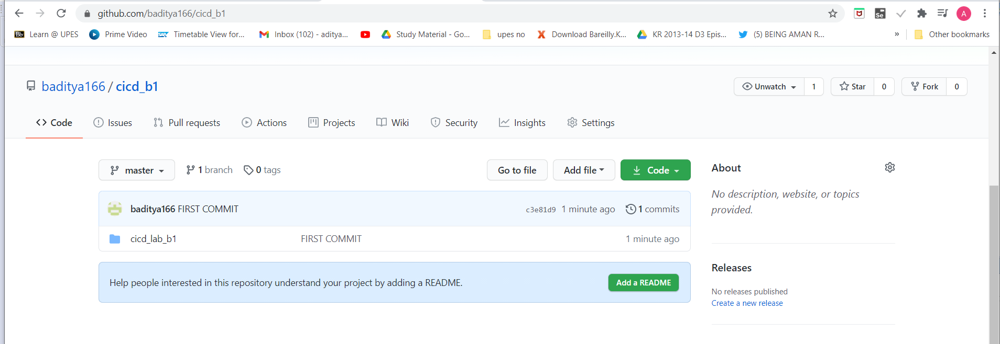 github.com/baditya166/cicd_b1
Se
A
Bb Learn @ UPES Prime Video SAP Timetable View for... Inbox (102) - aditya... Study Material - Go... upes no X Download Bareilly.K... KR 2013-14 D3 Epis... (5) BEING AMAN R... » Other bookmarks
baditya166 / cicd_b1
Unwatch 1 Star 0 Fork 0
<> Code Issues Pull requests Actions Projects Wiki Security Insights Settings
master 1 branch 0 tags Go to file Add file Code
About
No description, website, or topics
provided.
baditya166 FIRST COMMIT c3e81d9 1 minute ago 1 commits
cicd_lab_b1 FIRST COMMIT 1 minute ago
Help people interested in this repository understand your project by adding a README. Add a README
Releases
No releases published
Create a new release